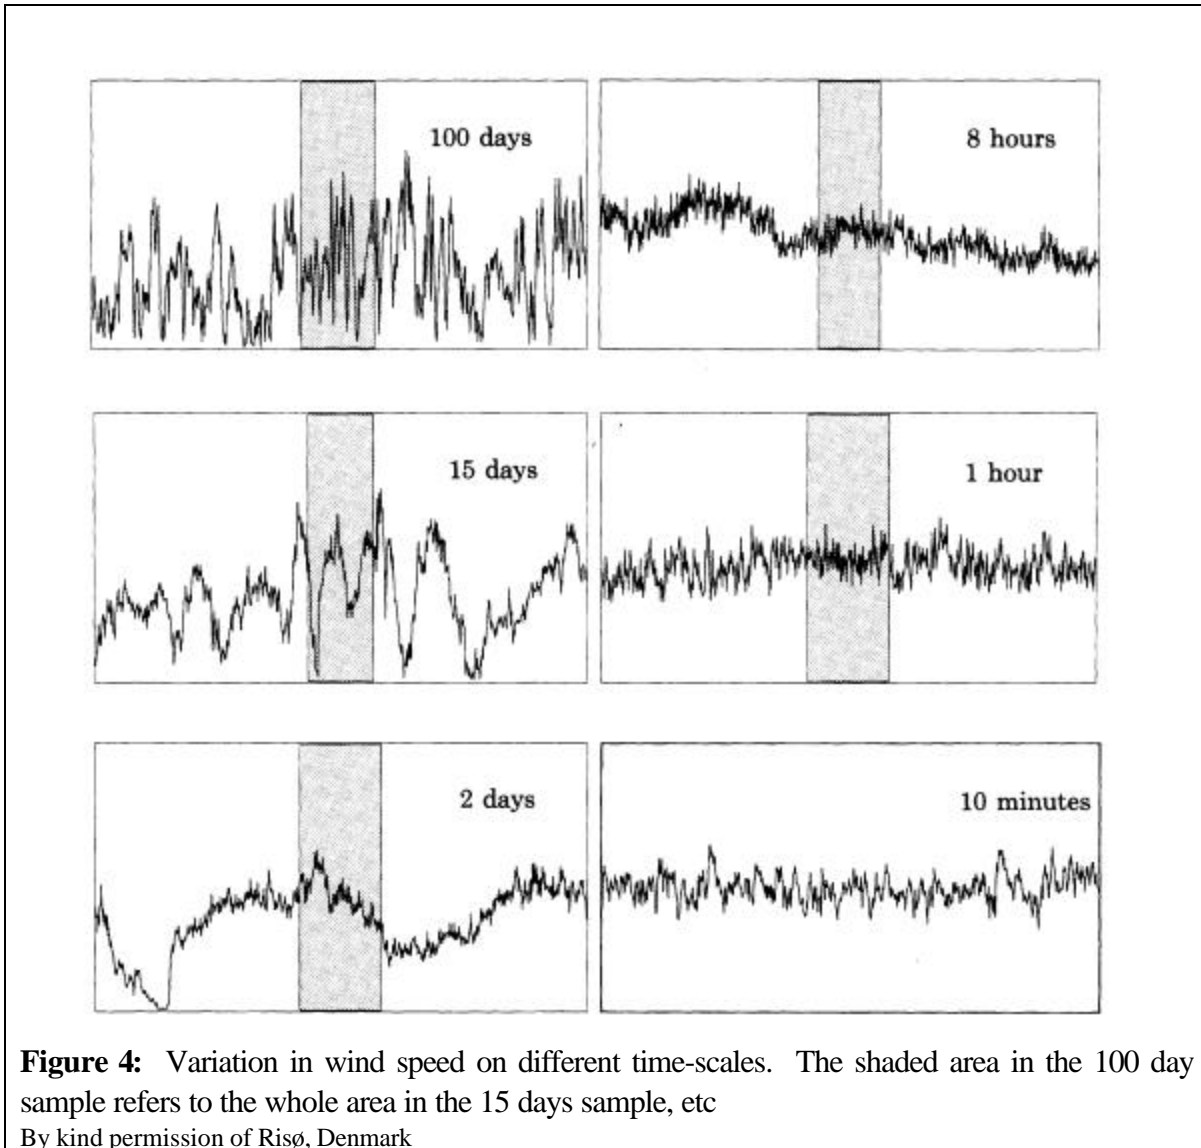 100 days
8 hours
15 days
1 hour
2 days
10 minutes
Figure 4: Variation in wind speed on different time-scales. The shaded area in the 100 day
sample refers to the whole area in the 15 days sample, etc
By kind permission of Risø, Denmark